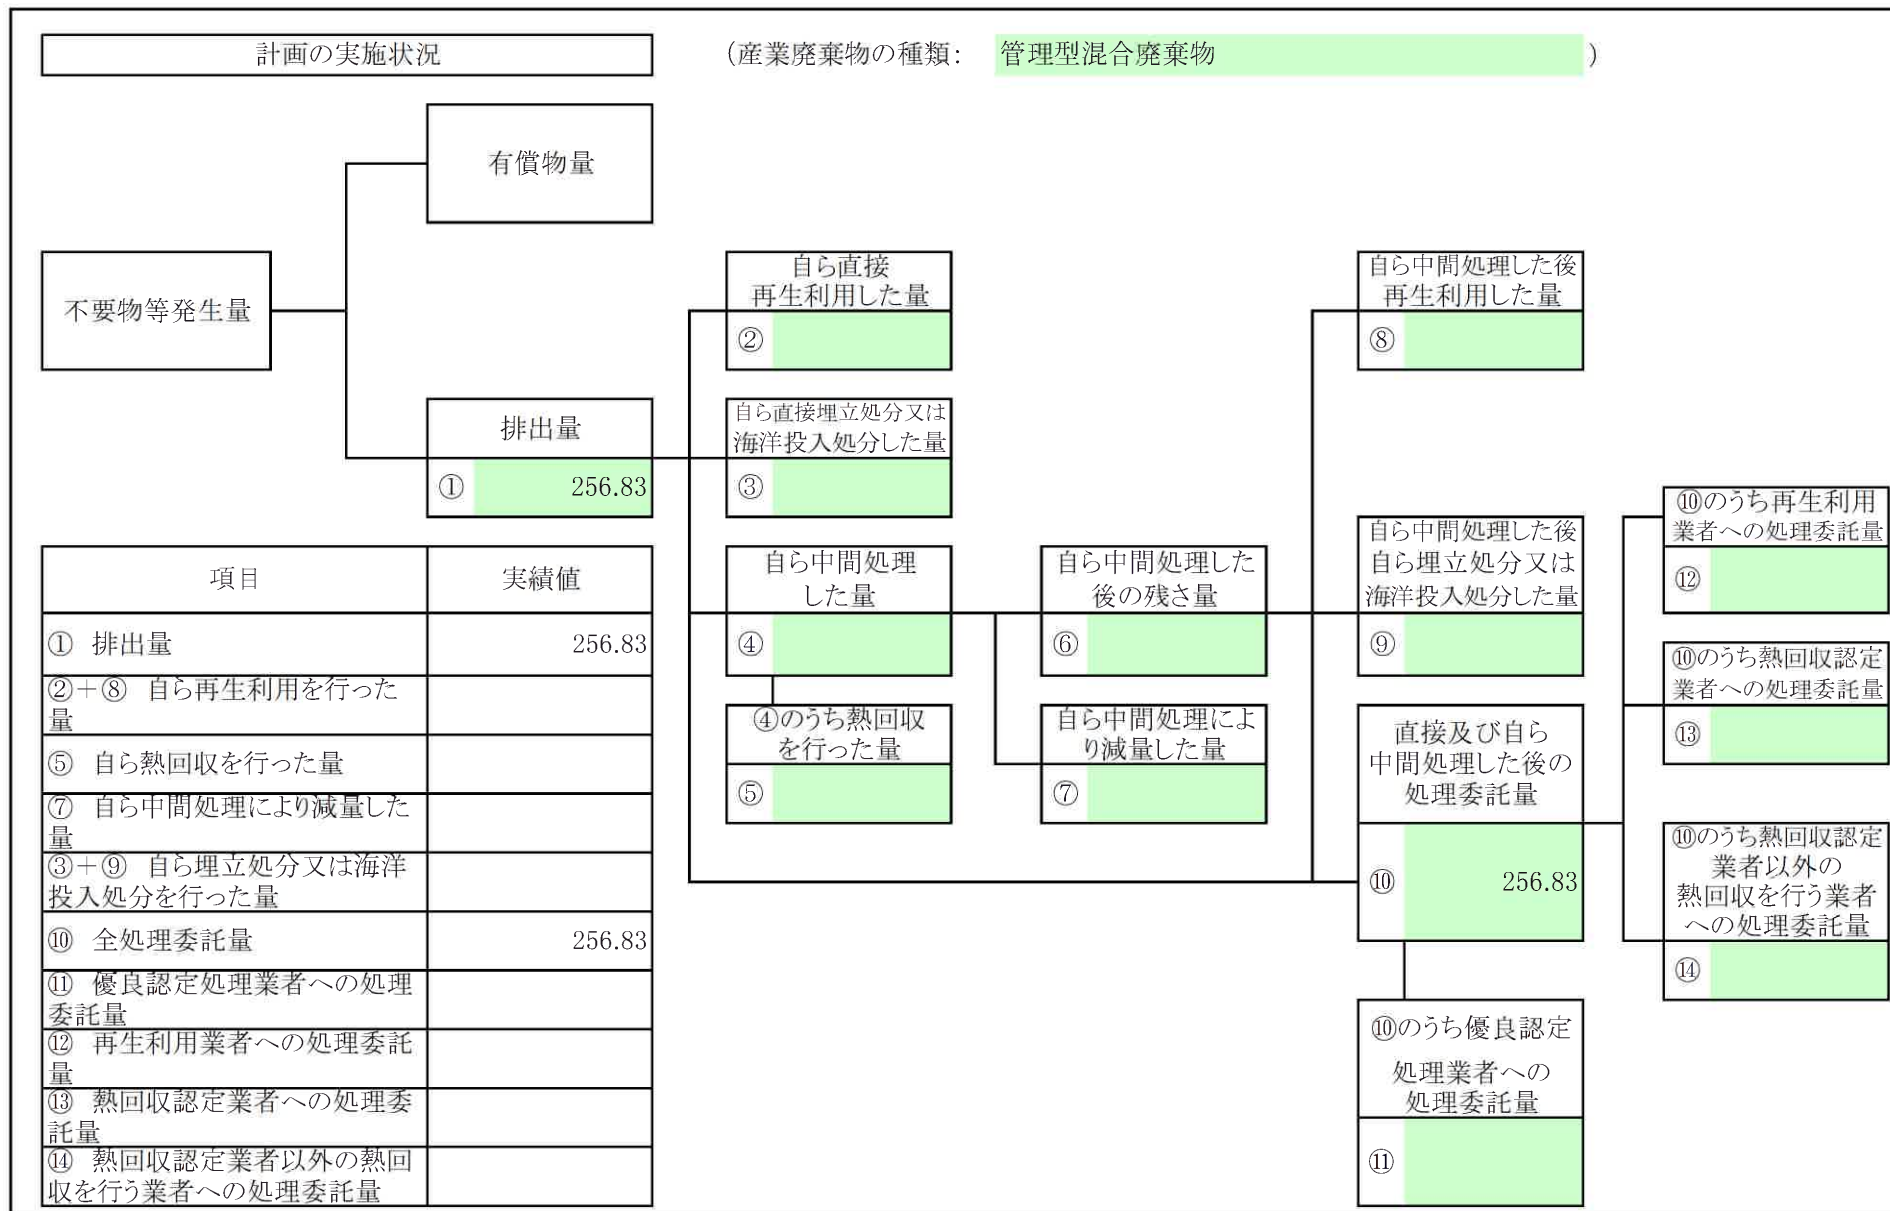 計画の実施状況
(産業廃棄物の種類: 管理型混合廃棄物 )
有償物量
不要物等発生量
排出量
① 256.83
自ら直接
再生利用した量
②
自ら直接埋立処分又は
海洋投入処分した量
③
自ら中間処理
した量
④
④のうち熱回収
を行った量
⑤
自ら中間処理した
後の残さ量
⑥
自ら中間処理によ
り減量した量
⑦
自ら中間処理した後
再生利用した量
⑧
自ら中間処理した後
自ら埋立処分又は
海洋投入処分した量
⑨
直接及び自ら
中間処理した後の
処理委託量
⑩ 256.83
⑩のうち優良認定
処理業者への
処理委託量
⑪
⑩のうち再生利用
業者への処理委託量
⑫
⑩のうち熱回収認定
業者への処理委託量
⑬
⑩のうち熱回収認定
業者以外の
熱回収を行う業者
への処理委託量
⑭
項目 実績値
① 排出量 256.83
②+⑧ 自ら再生利用を行った
量
⑤ 自ら熱回収を行った量
⑦ 自ら中間処理により減量した
量
③+⑨ 自ら埋立処分又は海洋
投入処分を行った量
⑩ 全処理委託量 256.83
⑪ 優良認定処理業者への処理
委託量
⑫ 再生利用業者への処理委託
量
⑬ 熱回収認定業者への処理委
託量
⑭ 熱回収認定業者以外の熱回
収を行う業者への処理委託量